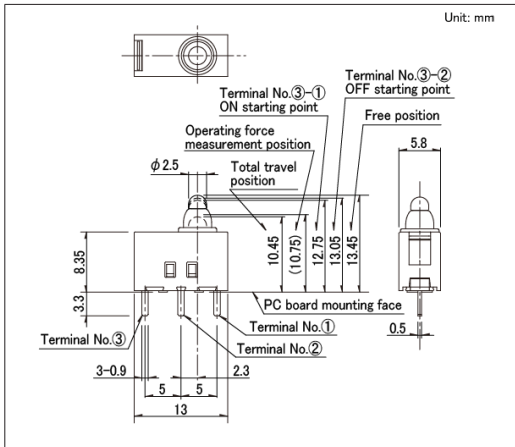 Unit: mm
Terminal No.③-①
ON starting point
Terminal No.③-②
OFF starting point
Operating force
measurement position
Free position
φ2.5
Total travel
position
5.8
8.35
10.45
(10.75)
12.75
13.05
13.45
3.3
PC board mounting face
Terminal No.③
Terminal No.①
Terminal No.②
0.5
3-0.9
2.3
5
5
13